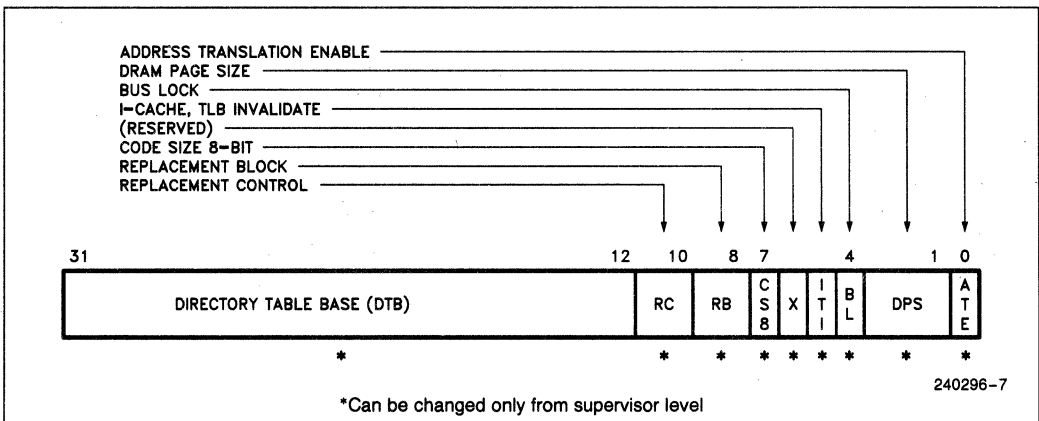 ADDRESS TRANSLATION ENABLE
DRAM PAGE SIZE
BUS LOCK
I-CACHE, TLB INVALIDATE
(RESERVED)
CODE SIZE 8-BIT
REPLACEMENT BLOCK
REPLACEMENT CONTROL
31 12 10 8 7 4 1 0
DIRECTORY TABLE BASE (DTB) RC RB CS8 X ITI BL DPS ATE
* * * * * * * * *
240296-7
*Can be changed only from supervisor level